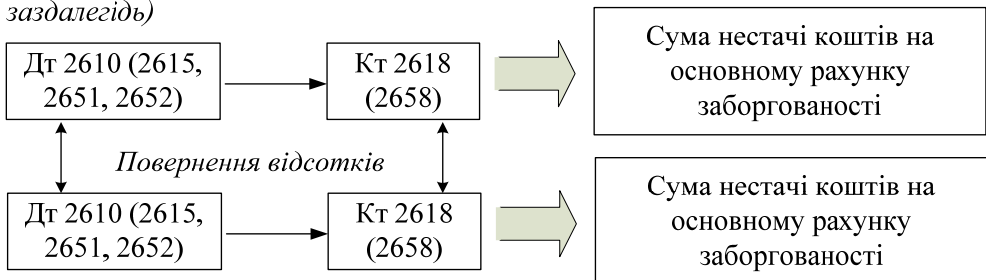 заздалегідь)
Дт 2610 (2615,
2651, 2652)
Кт 2618
(2658)
Сума нестачі коштів на
основному рахунку
заборгованості
Повернення відсотків
Дт 2610 (2615,
2651, 2652)
Кт 2618
(2658)
Сума нестачі коштів на
основному рахунку
заборгованості